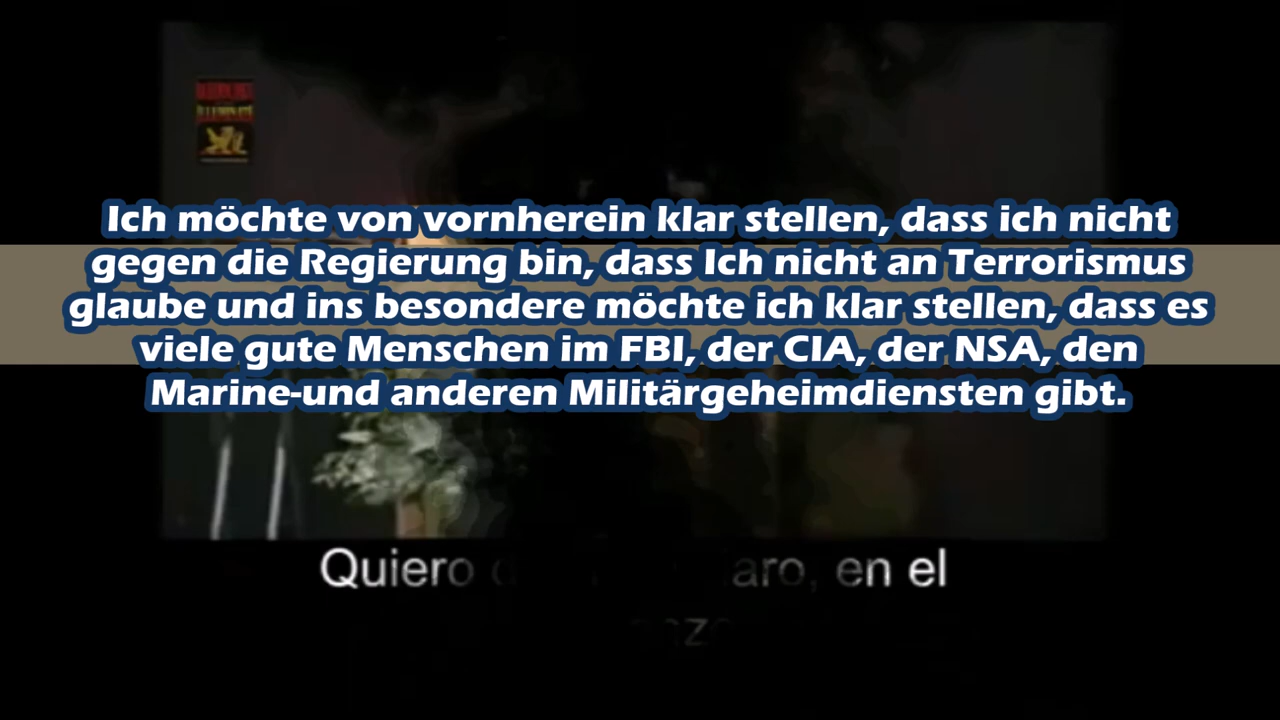 ILLUMINATI
Ich möchte von vornherein klar stellen, dass ich nicht
gegen die Regierung bin, dass Ich nicht an Terrorismus
glaube und ins besondere möchte ich klar stellen, dass es
viele gute Menschen im FBI, der CIA, der NSA, den
Marine-und anderen Militärgeheimdiensten gibt.
Quiero en el